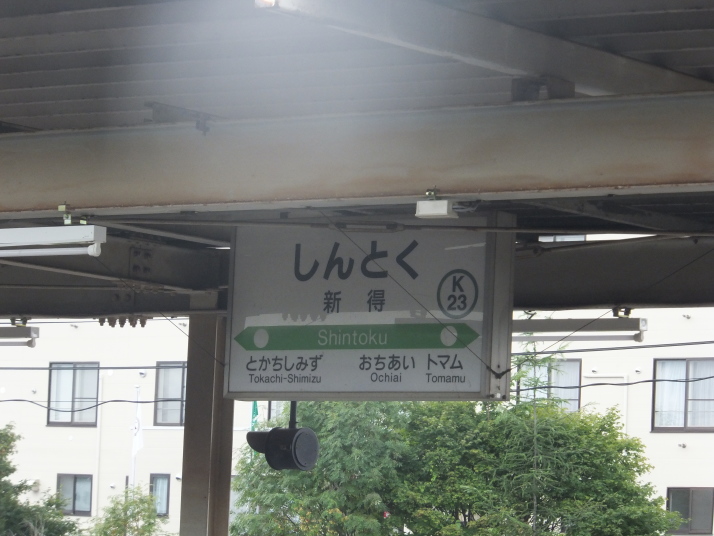 しんとく
新得
K
23
Shintoku
とかちしみず おちあい トマム
Tokachi-Shimizu Ochiai Tomamu